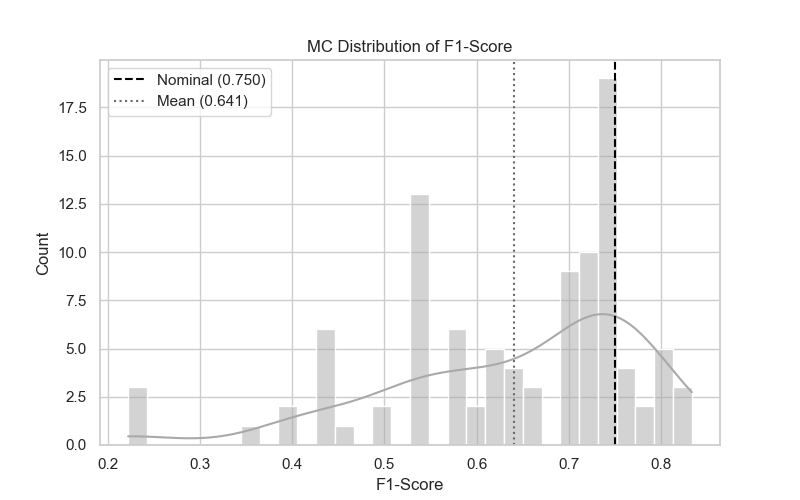 MC Distribution of F1-Score
Nominal (0.750)
Mean (0.641)
Count
17.5
15.0
12.5
10.0
7.5
5.0
2.5
0.0
0.2 0.3 0.4 0.5 0.6 0.7 0.8
F1-Score